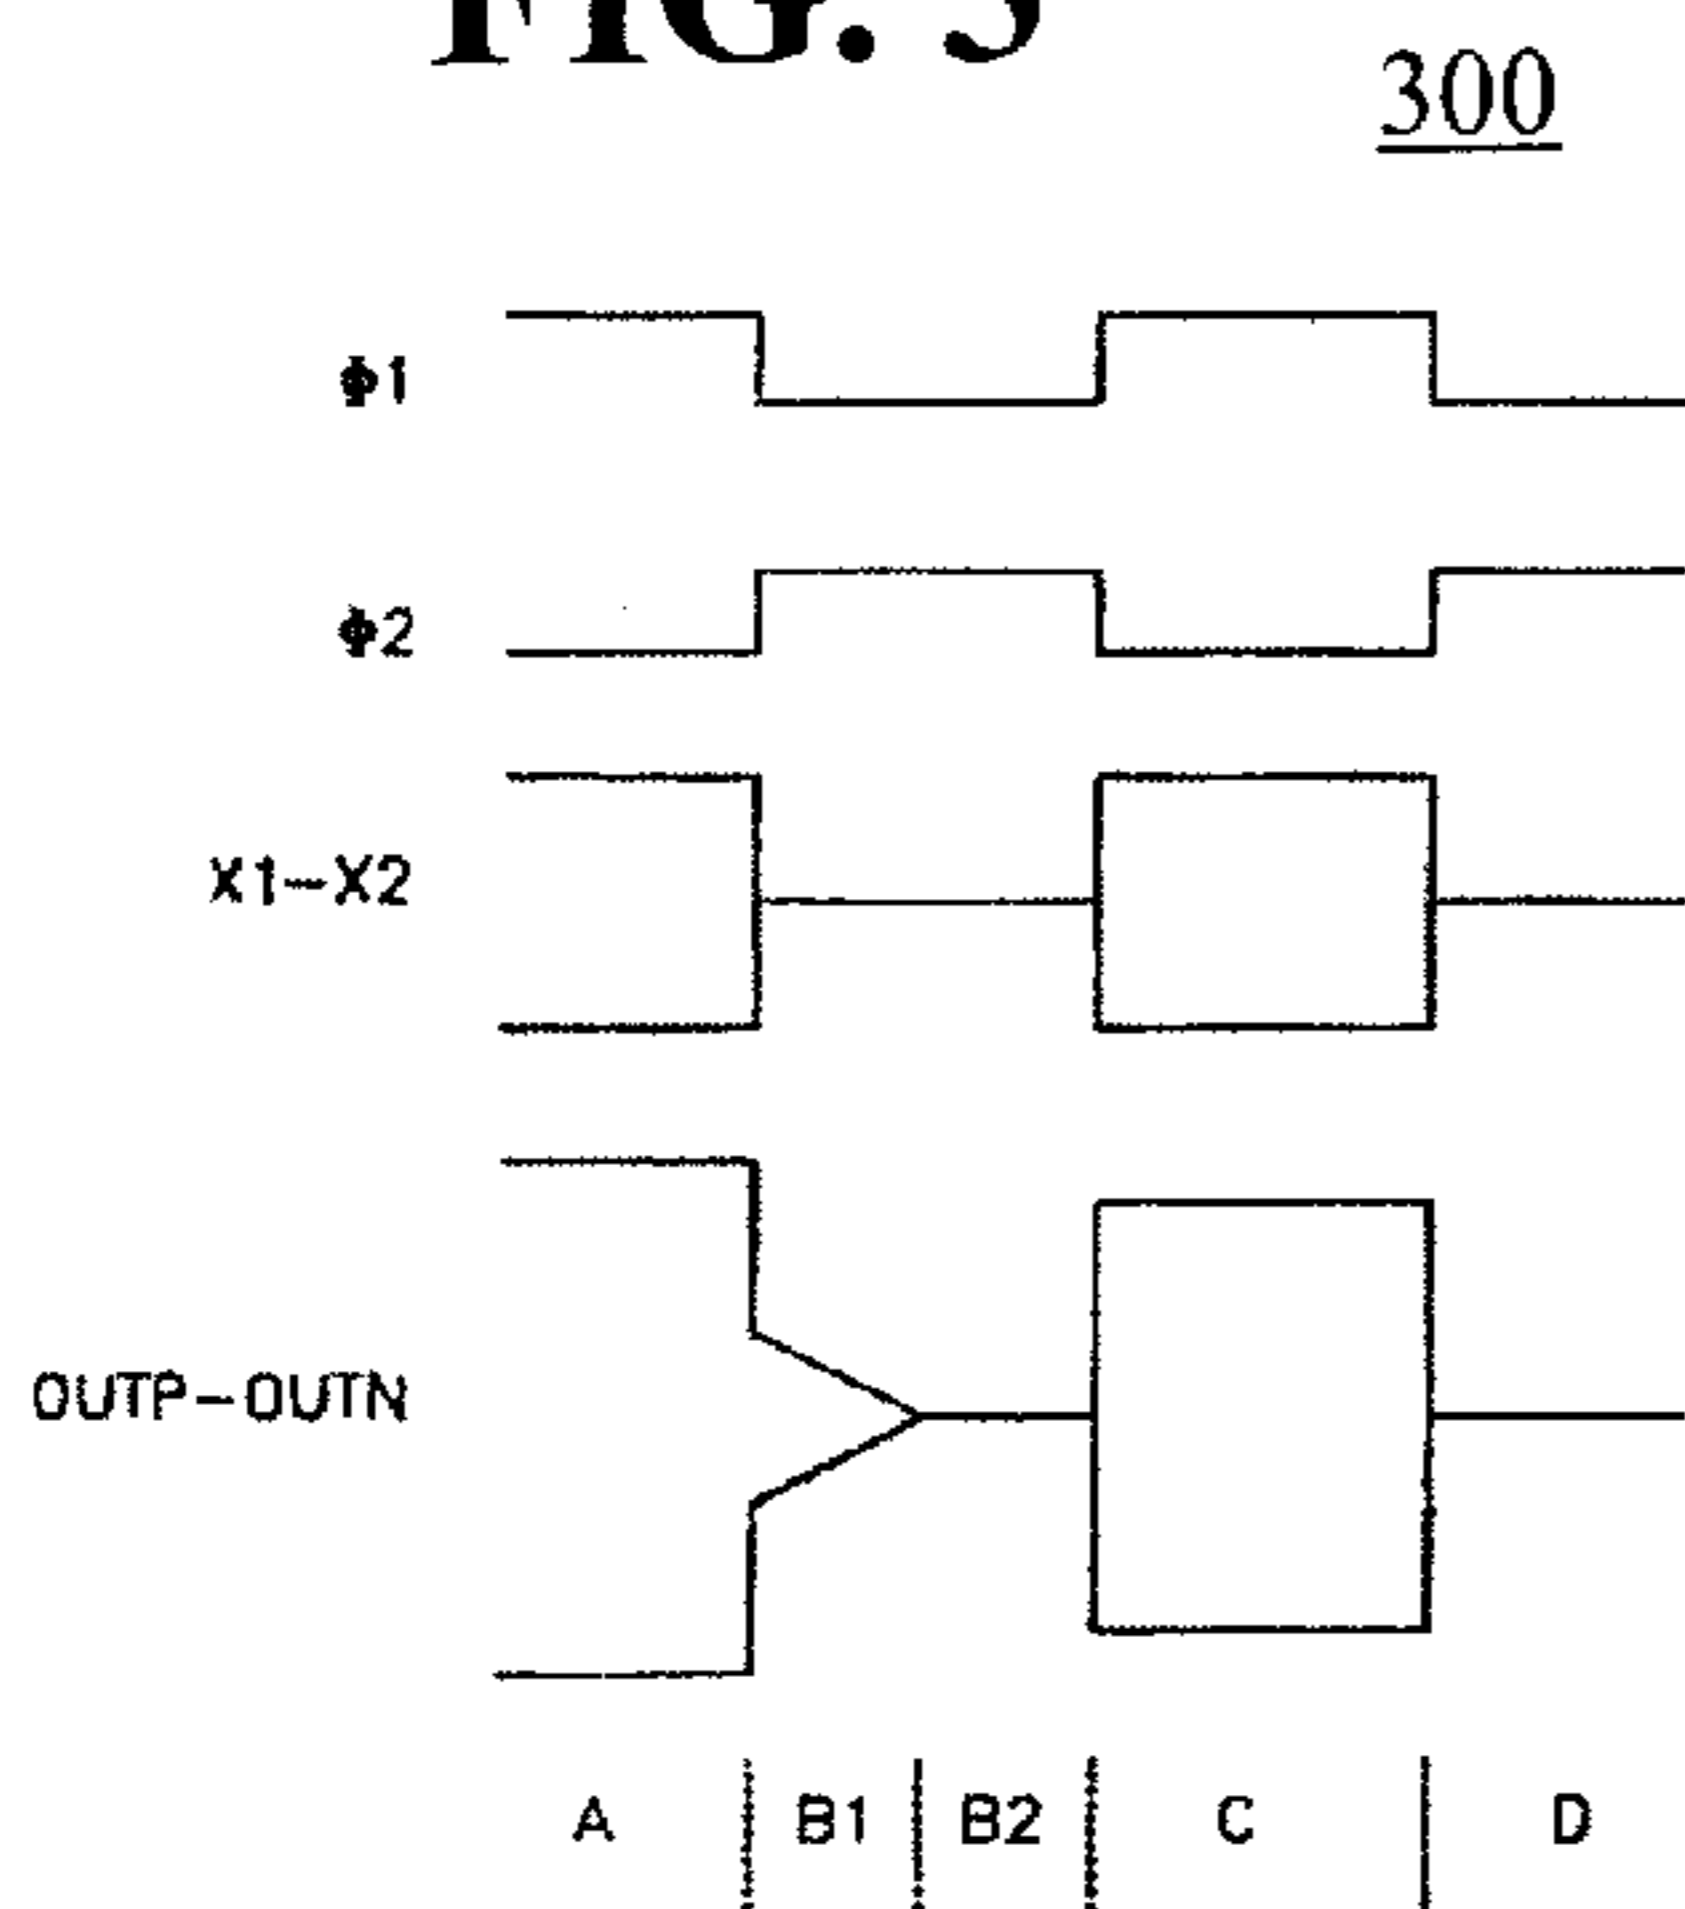 FIG. 3
300
ϕ1
ϕ2
X1-X2
OUTP-OUTN
A B1 B2 C D